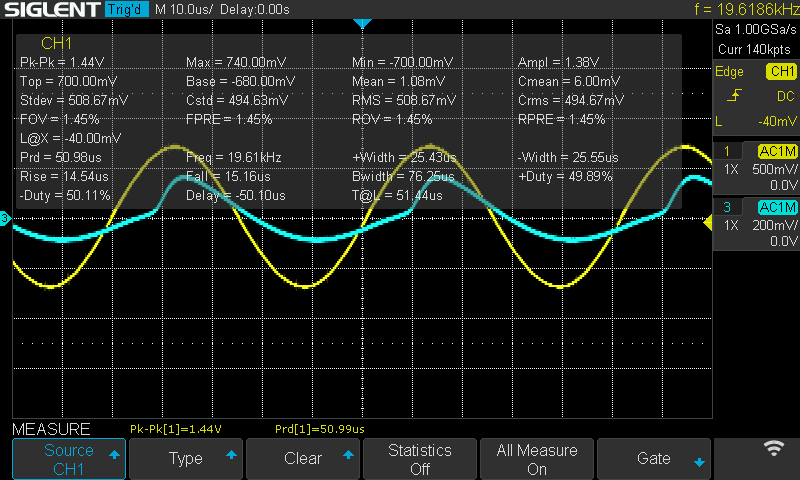 SIGLENT Trig'd M 10.0us/ Delay:0.00s f = 19.6186kHz
Sa 1.00GSa/s
Curr 140kpts
CH1
Pk-Pk = 1.44V Max = 740.00mV Min = -700.00mV Ampl = 1.38V
Top = 700.00mV Base = -680.00mV Mean = 1.08mV Cmean = 6.00mV
Stdev = 508.67mV Cstd = 494.63mV RMS = 508.67mV Crms = 494.67mV
FOV = 1.45% FPRE = 1.45% ROV = 1.45% RPRE = 1.45%
L@X = -40.00mV
Prd = 50.98us Freq = 19.61kHz +Width = 25.43us -Width = 25.55us
Rise = 14.54us Fall = 15.16us Bwidth = 76.25us +Duty = 49.89%
-Duty = 50.11% Delay = -50.10us T@L = 51.44us
Edge CH1
DC
L -40mV
1 AC1M
1X 500mV/
0.0V
3 AC1M
1X 200mV/
0.0V
3
MEASURE Pk-Pk[1]=1.44V Prd[1]=50.99us
Source
CH1
Type
Clear
Statistics
Off
All Measure
On
Gate